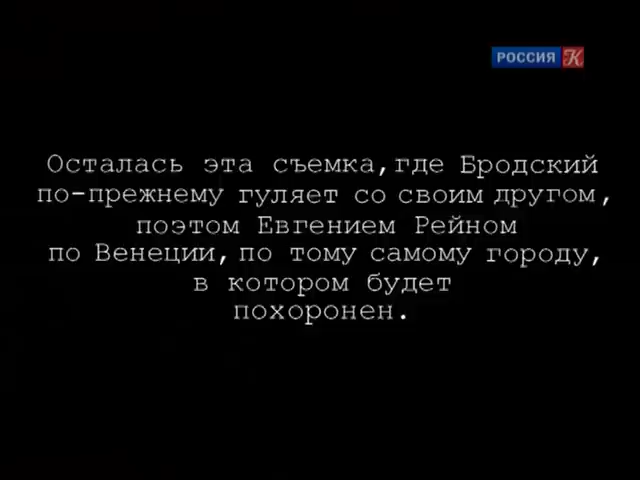 РОССИЯ К
Осталась эта съемка, где Бродский
по-прежнему гуляет со своим другом,
поэтом Евгением Рейном
по Венеции, по тому самому городу,
в котором будет
похоронен.